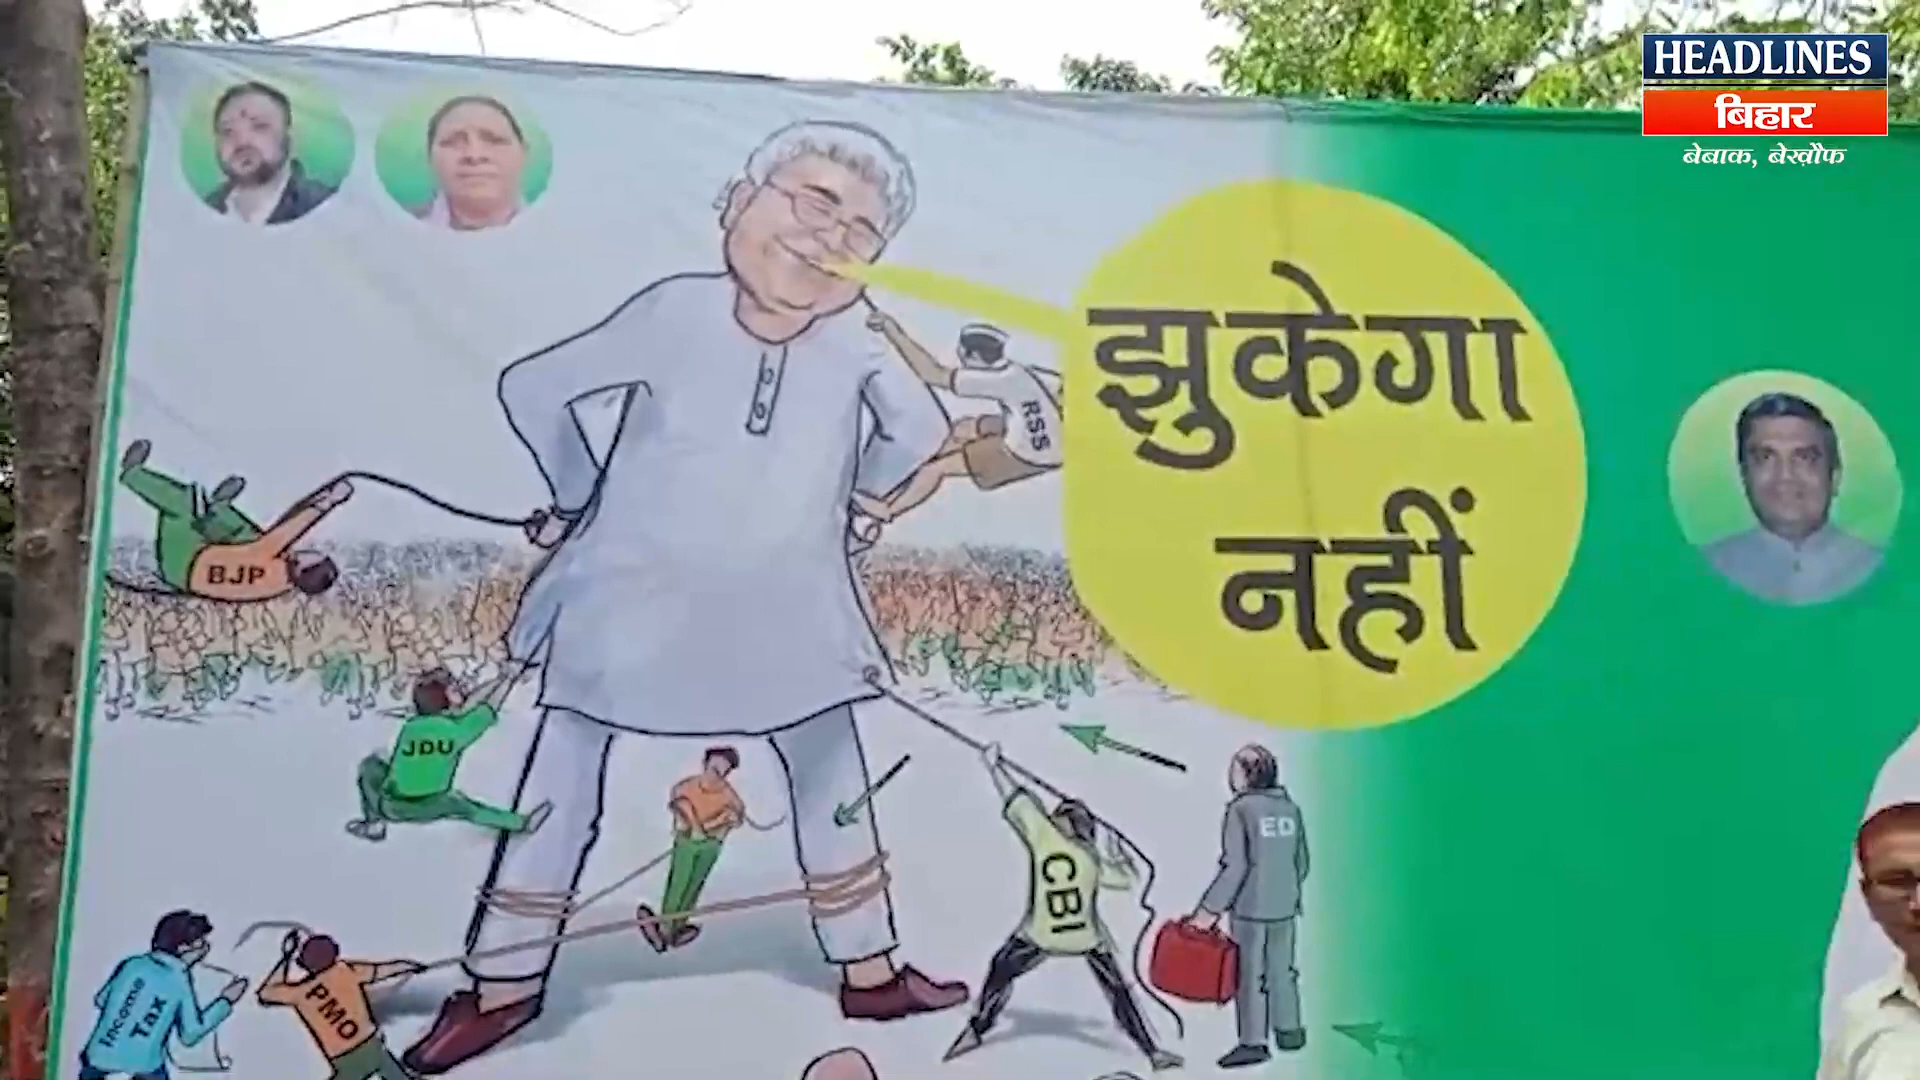 HEADLINES
बिहार
बेबाक, बेख़ौफ
झुकेगा
नहीं
RSS
BJP
JDU
ED
CBI
Income
Tax
PMO